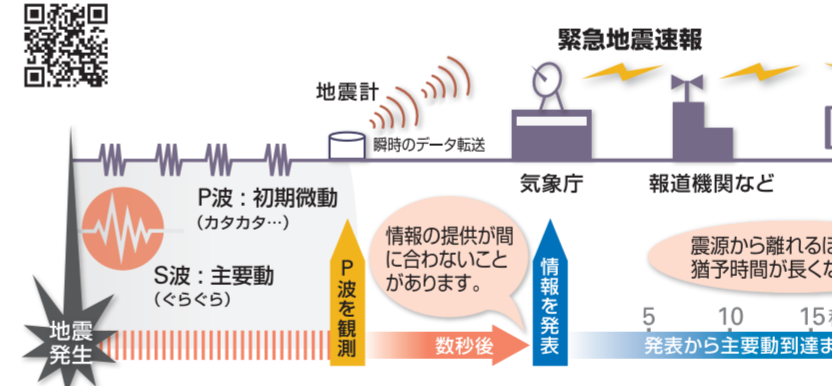 緊急地震速報
地震計
瞬時のデータ転送
気象庁
報道機関など
P波：初期微動
（カタカタ…）
S波：主要動
（ぐらぐら）
地震
発生
P波を観測
情報の提供が間
に合わないこと
があります。
数秒後
情報を発表
震源から離れるほ
猶予時間が長くな
5 10 15秒
発表から主要動到達ま